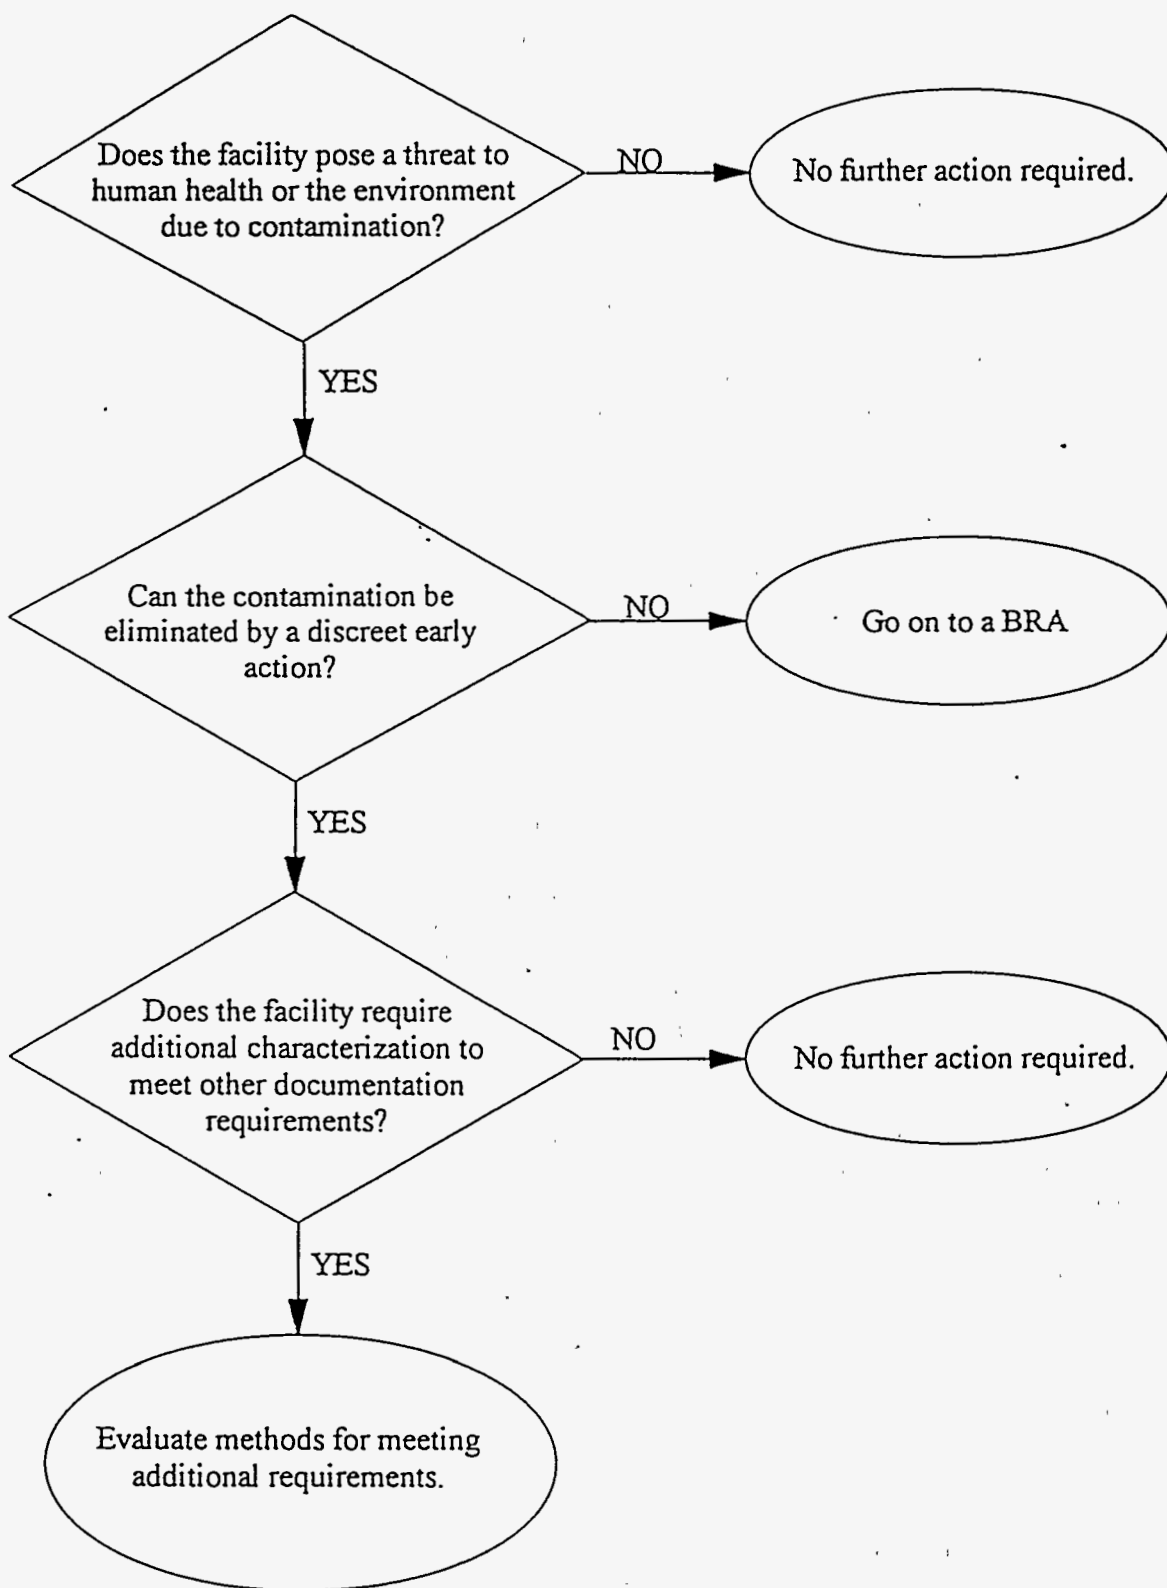 Does the facility pose a threat to
human health or the environment
due to contamination?
NO
No further action required.
YES
Can the contamination be
eliminated by a discreet early
action?
NO
Go on to a BRA
YES
Does the facility require
additional characterization to
meet other documentation
requirements?
NO
No further action required.
YES
Evaluate methods for meeting
additional requirements.